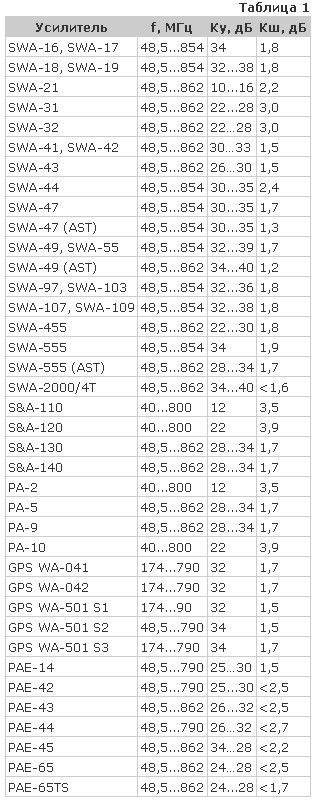 Таблица 1
Усилитель f, МГц Ку, дБ Кш, дБ
SWA-16, SWA-17 48,5...854 34 1,8
SWA-18, SWA-19 48,5...854 32...38 1,8
SWA-21 48,5...862 10...16 2,2
SWA-31 48,5...862 22...28 3,0
SWA-32 48,5...862 22...28 3,0
SWA-41, SWA-42 48,5...862 30...33 1,5
SWA-43 48,5...862 26...30 1,5
SWA-44 48,5...854 30...35 2,4
SWA-47 48,5...854 30...35 1,7
SWA-47 (AST) 48,5...854 30...35 1,3
SWA-49, SWA-55 48,5...854 32...39 1,7
SWA-49 (AST) 48,5...862 34...40 1,2
SWA-97, SWA-103 48,5...854 32...36 1,8
SWA-107, SWA-109 48,5...854 32...38 1,8
SWA-455 48,5...862 22...30 1,8
SWA-555 48,5...854 34 1,9
SWA-555 (AST) 48,5...862 28...34 1,7
SWA-2000/4T 48,5...862 34...40 <1,6
S&A-110 40...800 12 3,5
S&A-120 40...800 22 3,9
S&A-130 48,5...862 28...34 1,7
S&A-140 48,5...862 28...34 1,7
PA-2 40...800 12 3,5
PA-5 48,5...862 28...34 1,7
PA-9 48,5...862 28...34 1,7
PA-10 40...800 22 3,9
GPS WA-041 174...790 32 1,7
GPS WA-042 174...790 32 1,7
GPS WA-501 S1 174...90 32 1,5
GPS WA-501 S2 48,5...790 34 1,5
GPS WA-501 S3 174...790 34 1,7
PAE-14 48,5...790 25...30 1,5
PAE-42 48,5...790 25...30 <2,5
PAE-43 48,5...862 26...32 <2,5
PAE-44 48,5...790 26...32 <2,7
PAE-45 48,5...862 34...28 <2,2
PAE-65 48,5...862 24...28 <2,5
PAE-65TS 48,5...862 24...28 <1,7